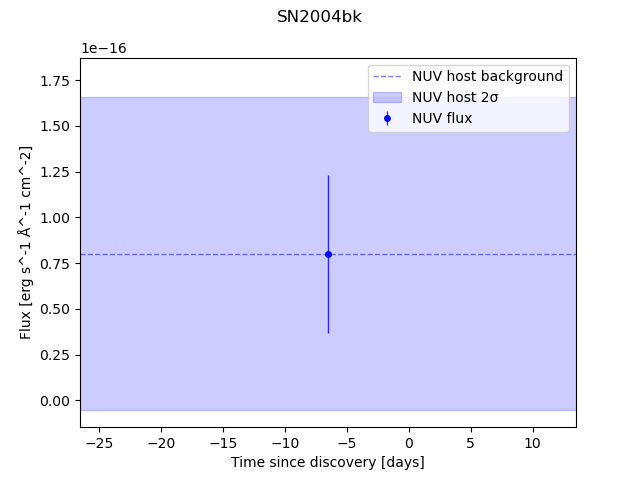 SN2004bk
1e−16
NUV host background
NUV host 2σ
NUV flux
1.75
1.50
1.25
1.00
0.75
0.50
0.25
0.00
Flux [erg s^-1 Å^-1 cm^-2]
−25 −20 −15 −10 −5 0 5 10
Time since discovery [days]